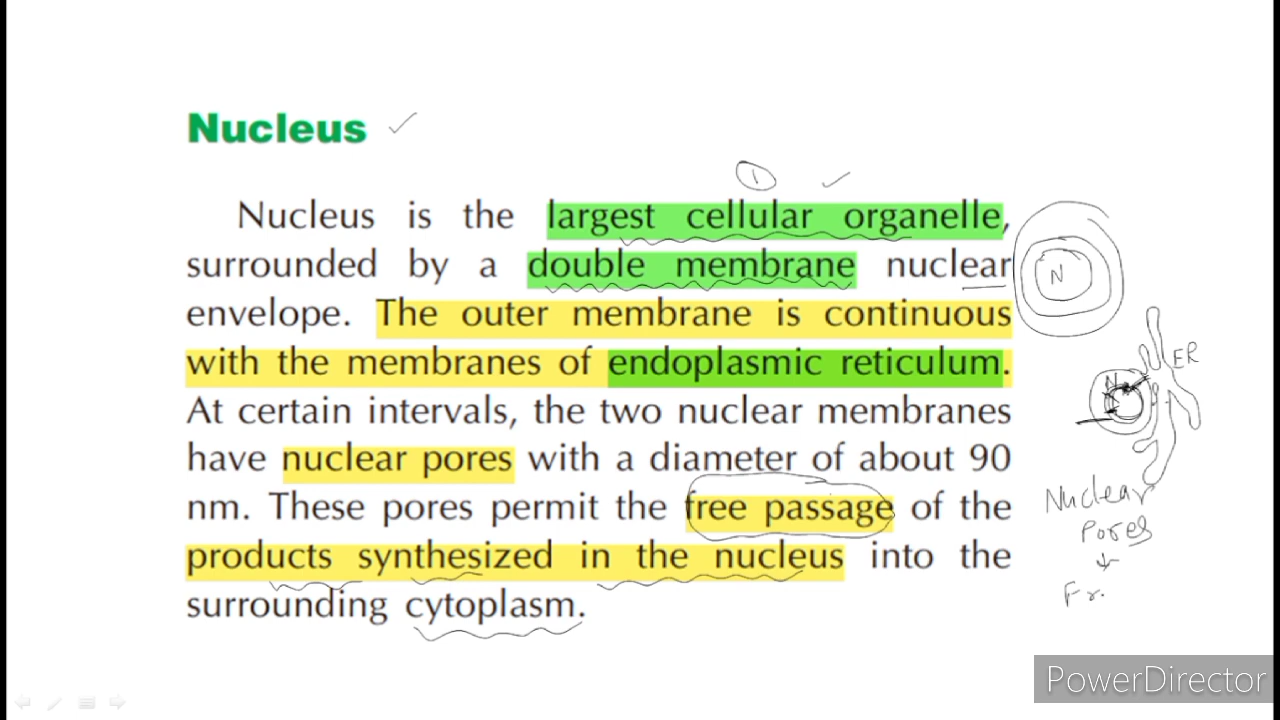 Nucleus
1
Nucleus is the largest cellular organelle,
surrounded by a double membrane nuclear
envelope. The outer membrane is continuous
with the membranes of endoplasmic reticulum.
At certain intervals, the two nuclear membranes
have nuclear pores with a diameter of about 90
nm. These pores permit the free passage of the
products synthesized in the nucleus into the
surrounding cytoplasm.
N
ER
N
Nuclear
Pores
Fr.
PowerDirector